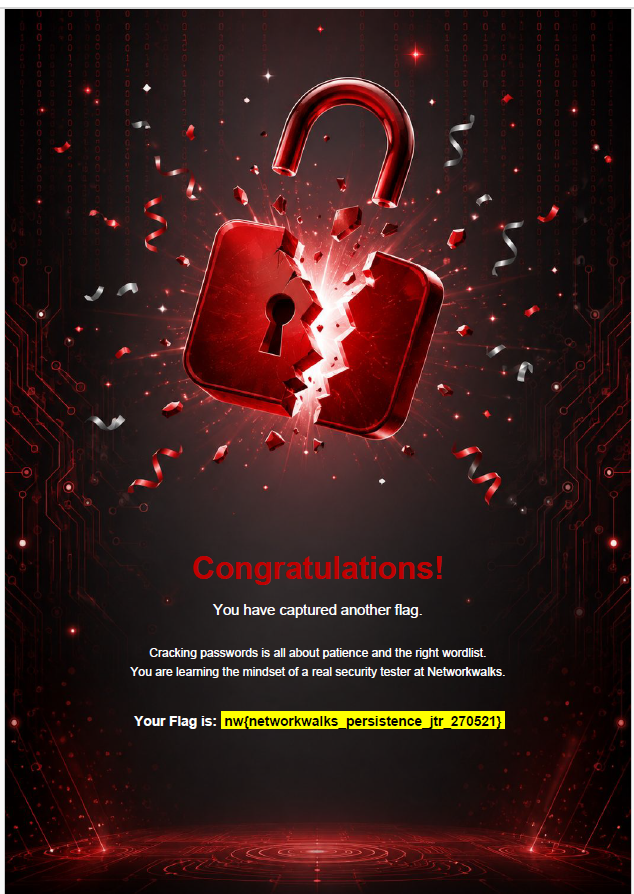 Congratulations!
You have captured another flag.
Cracking passwords is all about patience and the right wordlist.
You are learning the mindset of a real security tester at Networkwalks.
Your Flag is: nw{networkwalks_persistence_jtr_270521}